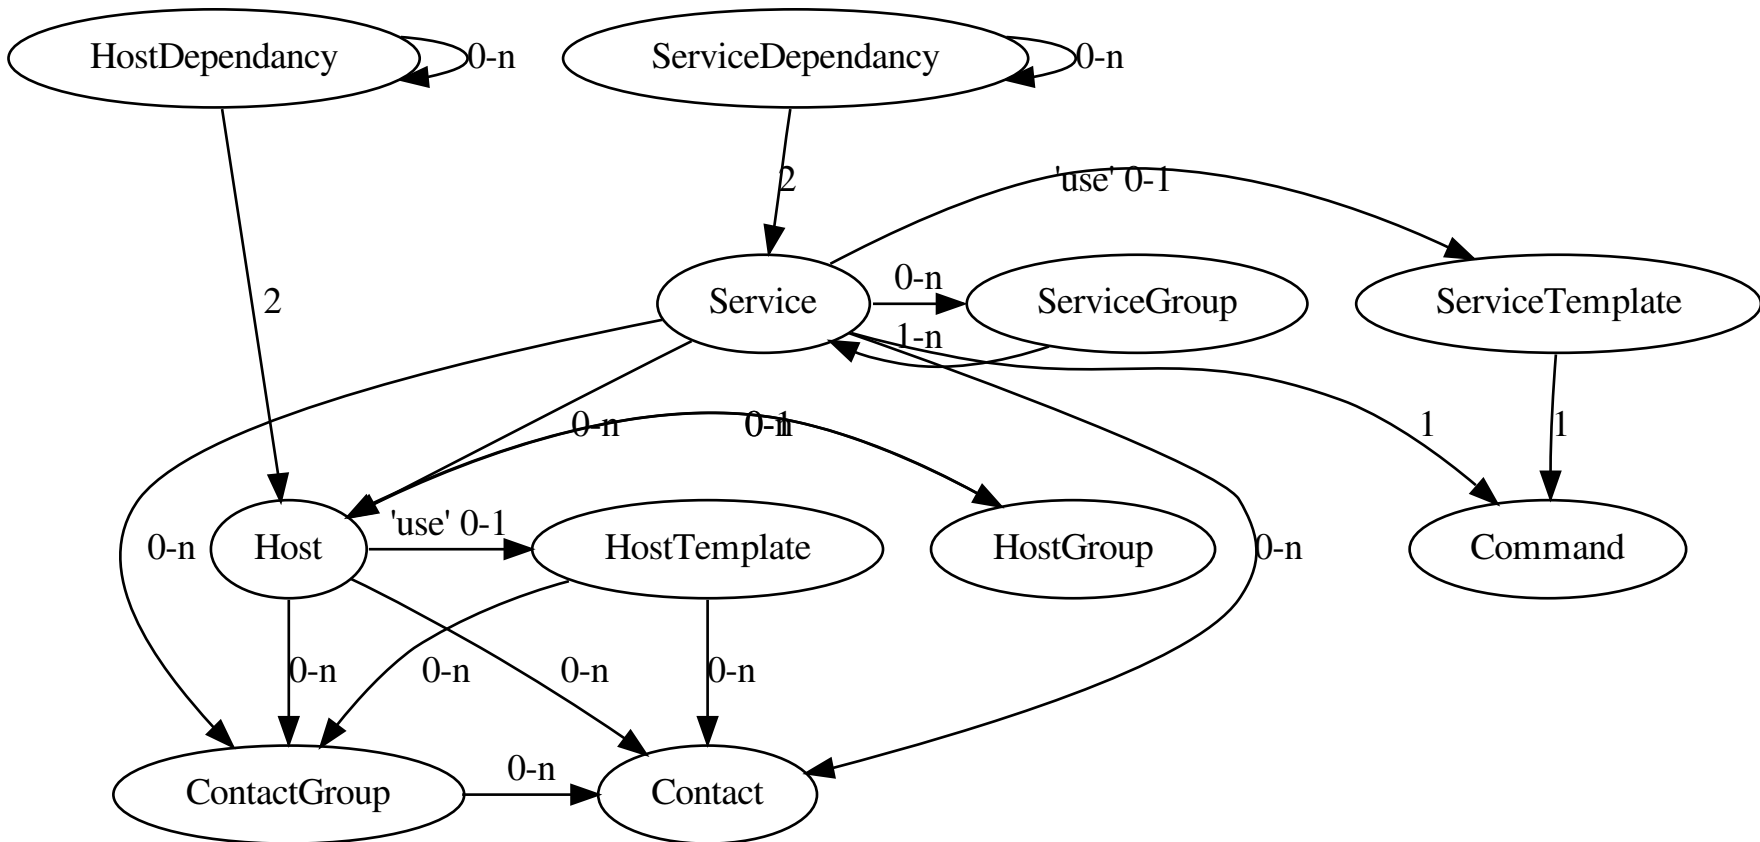 HostDependancy
0-n
ServiceDependancy
0-n
2
'use' 0-1
2
Service
0-n
ServiceGroup
ServiceTemplate
1-n
0-n
1
1
'use' 0-1
0-n
Host
HostTemplate
HostGroup
0-n
Command
0-n
0-n
0-n
0-n
ContactGroup
0-n
Contact